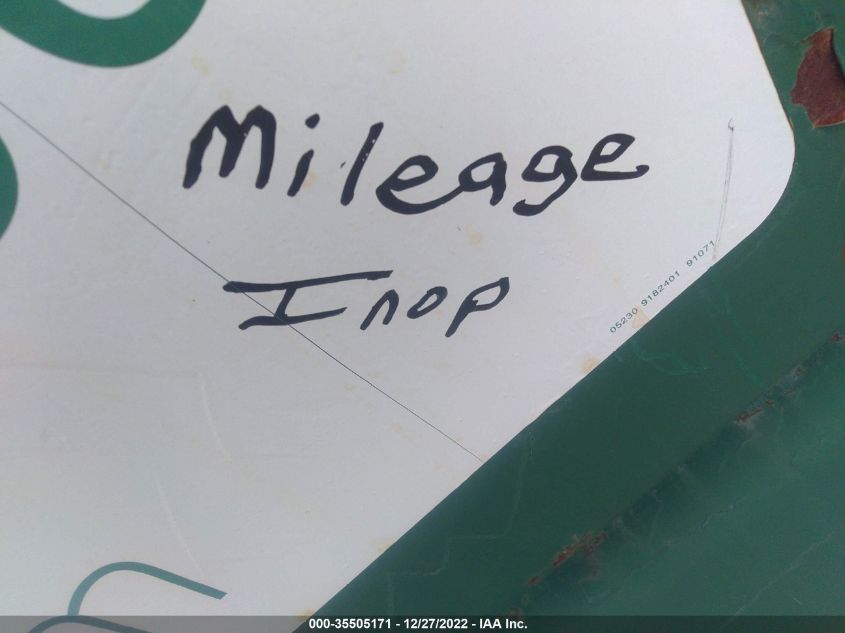 Mileage
Inop
05230 9182401 91071
000-35505171 - 12/27/2022 - IAA Inc.